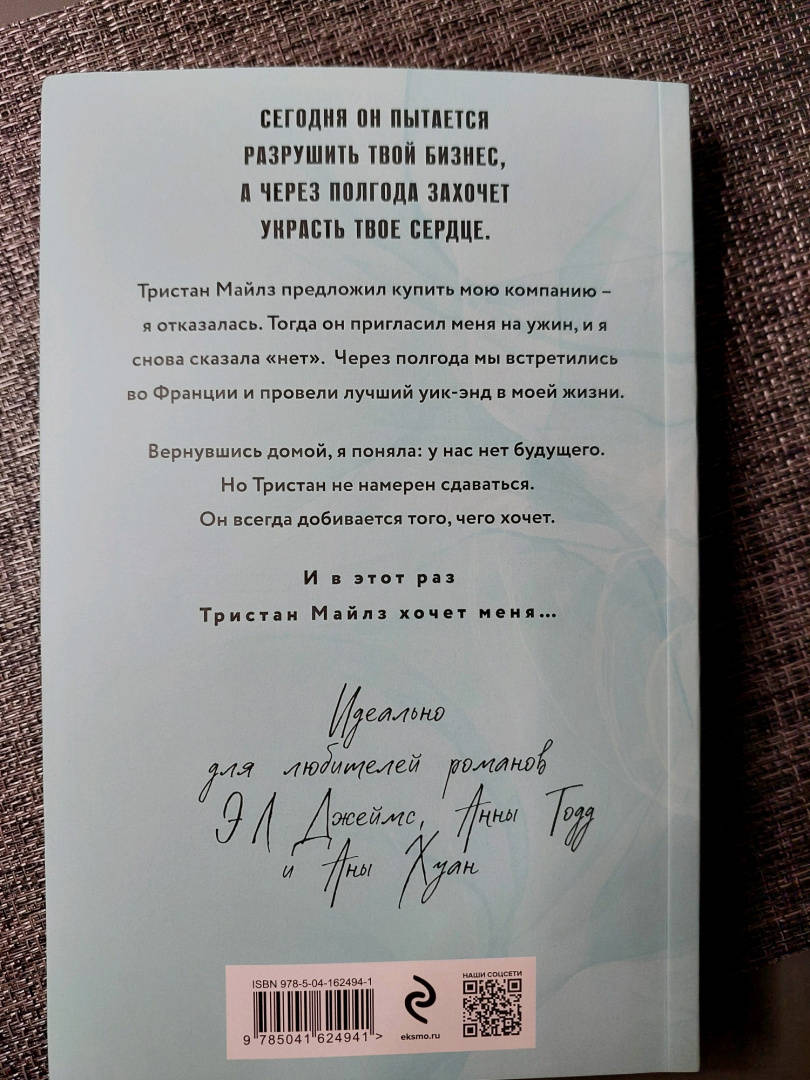 СЕГОДНЯ ОН ПЫТАЕТСЯ
РАЗРУШИТЬ ТВОЙ БИЗНЕС,
А ЧЕРЕЗ ПОЛГОДА ЗАХОЧЕТ
УКРАСТЬ ТВОЕ СЕРДЦЕ.
Тристан Майлз предложил купить мою компанию –
я отказалась. Тогда он пригласил меня на ужин, и я
снова сказала «нет». Через полгода мы встретились
во Франции и провели лучший уик-энд в моей жизни.
Вернувшись домой, я поняла: у нас нет будущего.
Но Тристан не намерен сдаваться.
Он всегда добивается того, чего хочет.
И в этот раз
Тристан Майлз хочет меня...
Идеально
для любителей романов
Э Л Джеймс, Анны Тодд
и Аны Хуан
ISBN 978-5-04-162494-1
9 785041 624941 >
eksmo.ru
НАШИ СОЦСЕТИ